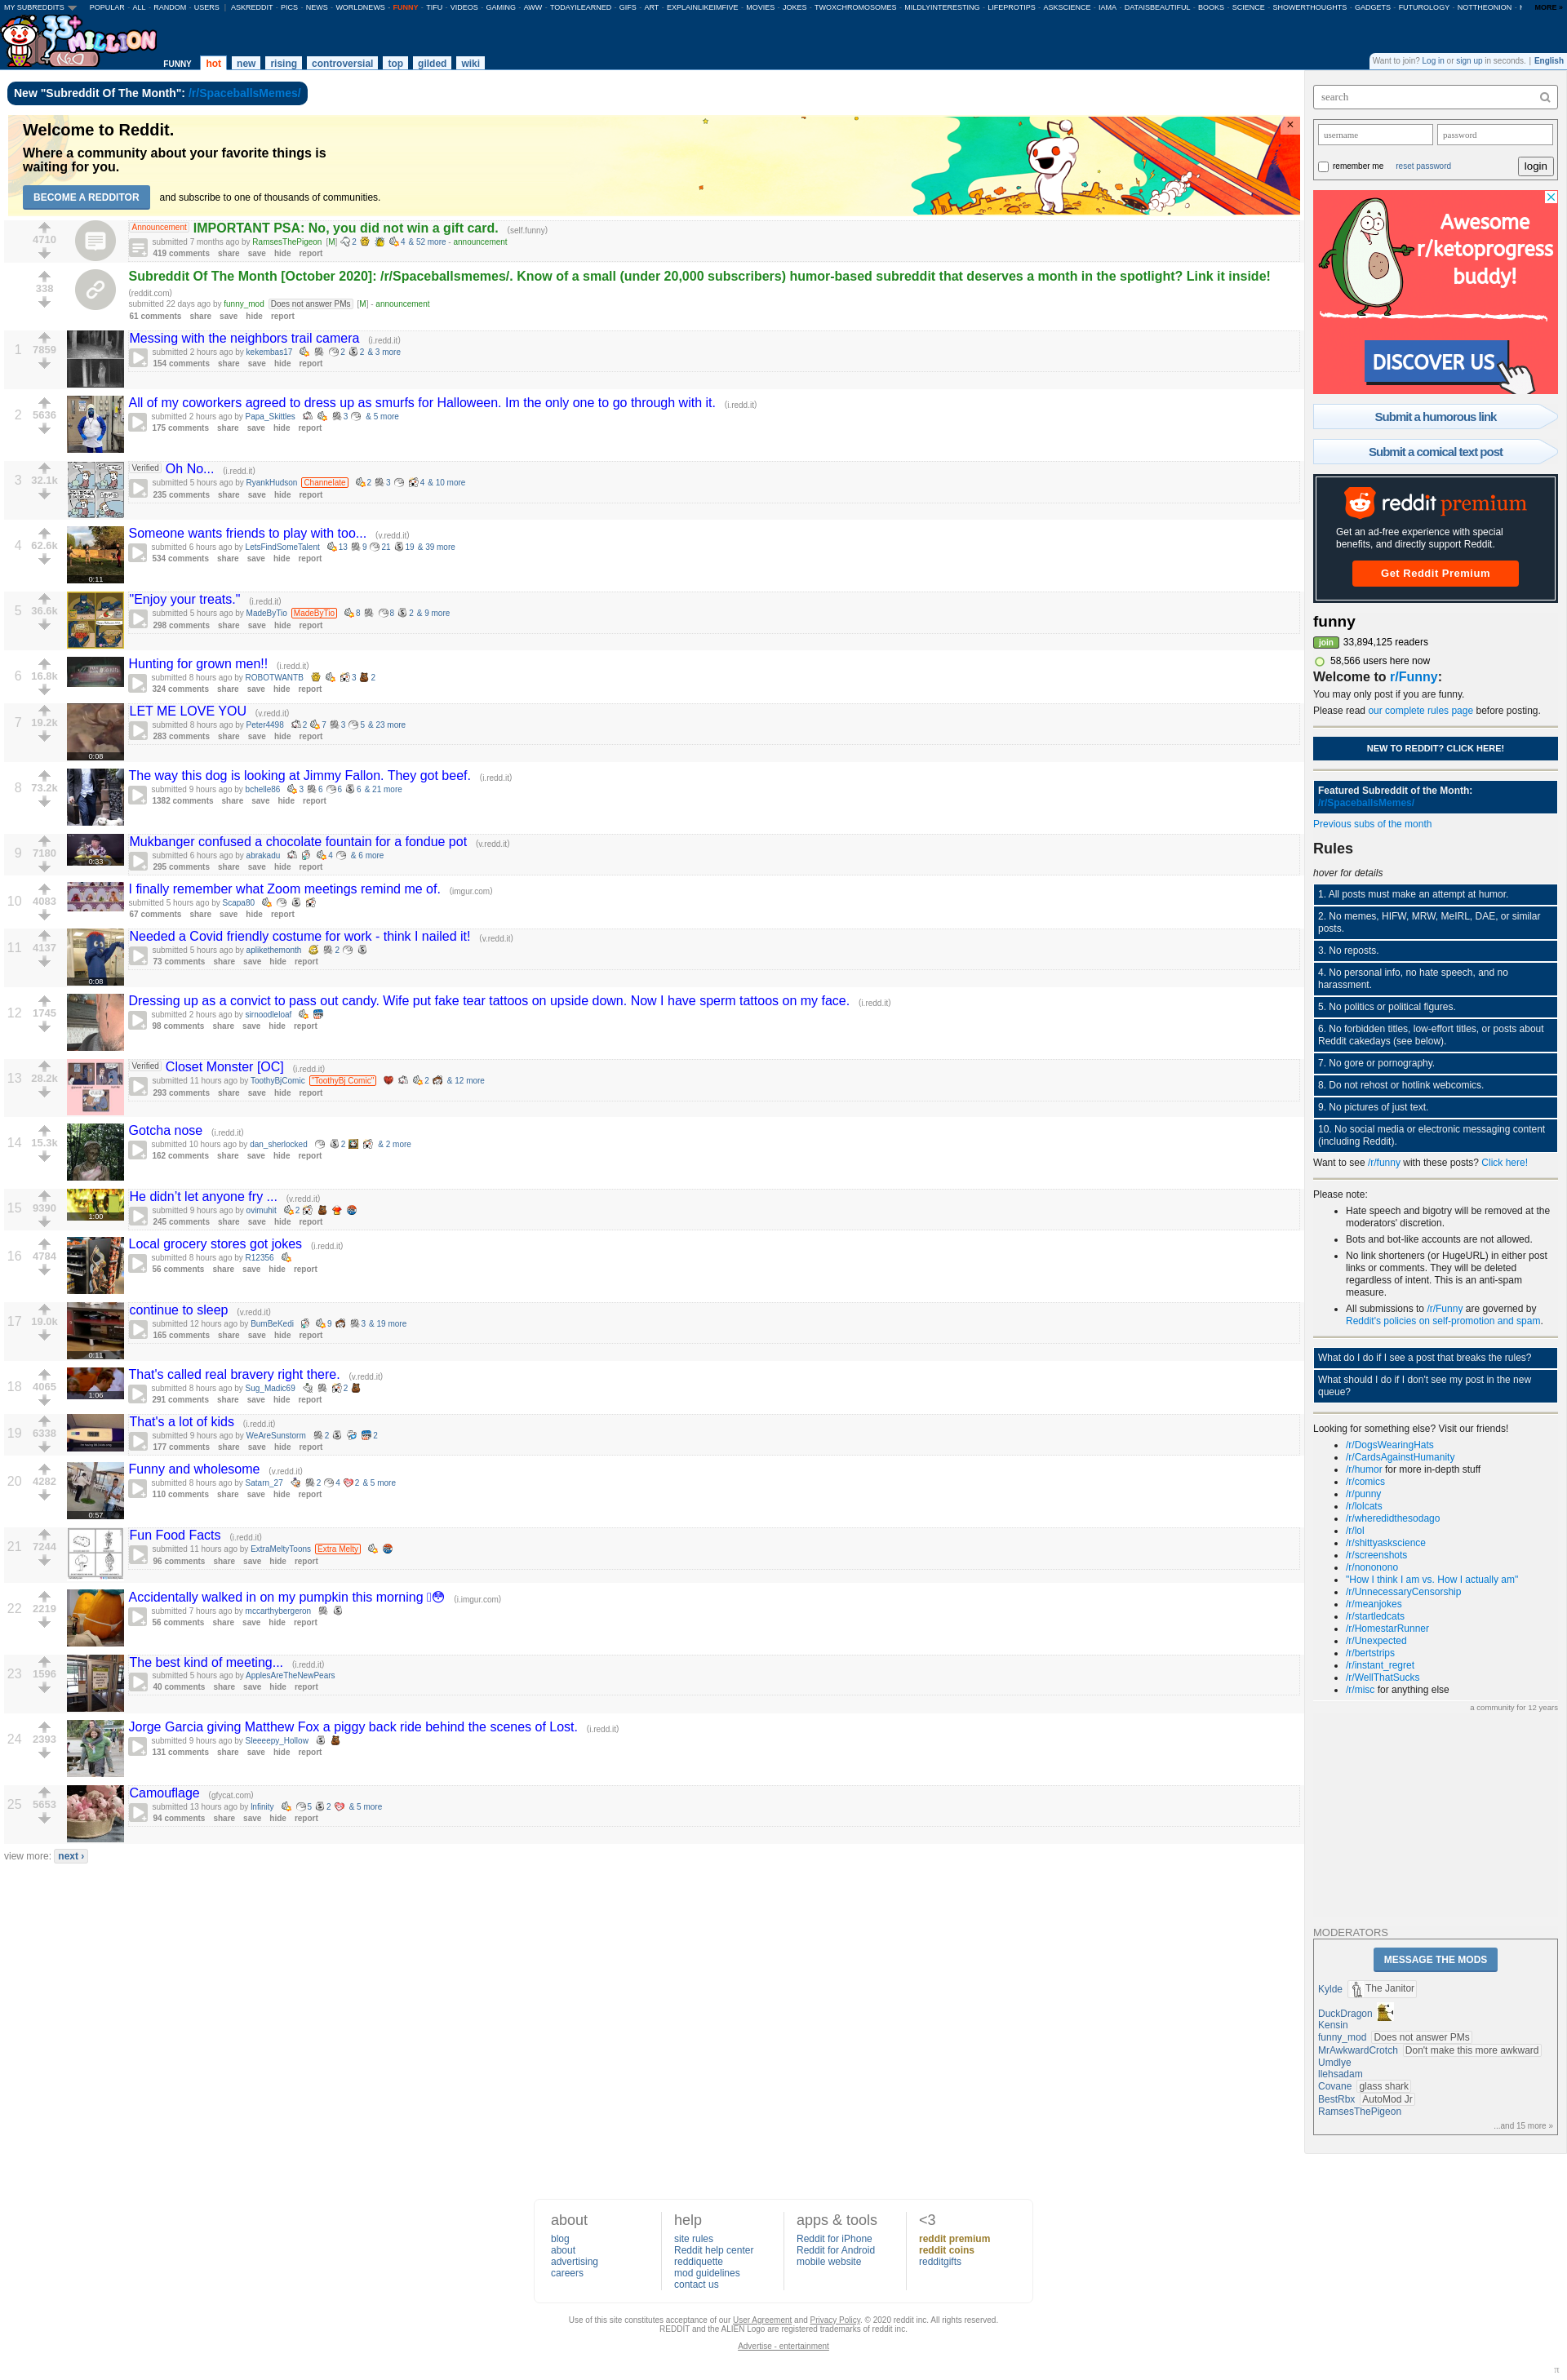 MY SUBREDDITS POPULAR - ALL - RANDOM - USERS | ASKREDDIT - PICS - NEWS - WORLDNEWS - FUNNY - TIFU - VIDEOS - GAMING - AWW - TODAYILEARNED - GIFS - ART - EXPLAINLIKEIMFIVE - MOVIES - JOKES - TWOXCHROMOSOMES - MILDLYINTERESTING - LIFEPROTIPS - ASKSCIENCE - IAMA - DATAISBEAUTIFUL - BOOKS - SCIENCE - SHOWERTHOUGHTS - GADGETS - FUTUROLOGY - NOTTHEONION - MORE »
33+ MILLION
FUNNY hot new rising controversial top gilded wiki
Want to join? Log in or sign up in seconds. | English
New "Subreddit Of The Month": /r/SpaceballsMemes/
Welcome to Reddit.
Where a community about your favorite things is
waiting for you.
BECOME A REDDITOR and subscribe to one of thousands of communities.
4710
Announcement IMPORTANT PSA: No, you did not win a gift card. (self.funny)
submitted 7 months ago by RamsesThePigeon [M] 2 4 & 52 more - announcement
419 comments share save hide report
338
Subreddit Of The Month [October 2020]: /r/Spaceballsmemes/. Know of a small (under 20,000 subscribers) humor-based subreddit that deserves a month in the spotlight? Link it inside!
(reddit.com)
submitted 22 days ago by funny_mod Does not answer PMs [M] - announcement
61 comments share save hide report
1 7859
Messing with the neighbors trail camera (i.redd.it)
submitted 2 hours ago by kekembas17 2 2 & 3 more
154 comments share save hide report
2 5636
All of my coworkers agreed to dress up as smurfs for Halloween. Im the only one to go through with it. (i.redd.it)
submitted 2 hours ago by Papa_Skittles 3 & 5 more
175 comments share save hide report
3 32.1k
Verified Oh No... (i.redd.it)
submitted 5 hours ago by RyankHudson Channelate 2 3 4 & 10 more
235 comments share save hide report
4 62.6k
0:11
Someone wants friends to play with too... (v.redd.it)
submitted 6 hours ago by LetsFindSomeTalent 13 9 21 19 & 39 more
534 comments share save hide report
5 36.6k
"Enjoy your treats." (i.redd.it)
submitted 5 hours ago by MadeByTio MadeByTio 8 8 2 & 9 more
298 comments share save hide report
6 16.8k
Hunting for grown men!! (i.redd.it)
submitted 8 hours ago by ROBOTWANTB 3 2
324 comments share save hide report
7 19.2k
0:08
LET ME LOVE YOU (v.redd.it)
submitted 8 hours ago by Peter4498 2 7 3 5 & 23 more
283 comments share save hide report
8 73.2k
The way this dog is looking at Jimmy Fallon. They got beef. (i.redd.it)
submitted 9 hours ago by bchelle86 3 6 6 6 & 21 more
1382 comments share save hide report
9 7180
0:33
Mukbanger confused a chocolate fountain for a fondue pot (v.redd.it)
submitted 6 hours ago by abrakadu 4 & 6 more
295 comments share save hide report
10 4083
I finally remember what Zoom meetings remind me of. (imgur.com)
submitted 5 hours ago by Scapa80
67 comments share save hide report
11 4137
0:08
Needed a Covid friendly costume for work - think I nailed it! (v.redd.it)
submitted 5 hours ago by aplikethemonth 2
73 comments share save hide report
12 1745
Dressing up as a convict to pass out candy. Wife put fake tear tattoos on upside down. Now I have sperm tattoos on my face. (i.redd.it)
submitted 2 hours ago by sirnoodleloaf
98 comments share save hide report
13 28.2k
Verified Closet Monster [OC] (i.redd.it)
submitted 11 hours ago by ToothyBjComic "ToothyBj Comic" 2 & 12 more
293 comments share save hide report
14 15.3k
Gotcha nose (i.redd.it)
submitted 10 hours ago by dan_sherlocked 2 & 2 more
162 comments share save hide report
15 9390
1:00
He didn't let anyone fry ... (v.redd.it)
submitted 9 hours ago by ovimuhit 2
245 comments share save hide report
16 4784
Local grocery stores got jokes (i.redd.it)
submitted 8 hours ago by R12356
56 comments share save hide report
17 19.0k
0:11
continue to sleep (v.redd.it)
submitted 12 hours ago by BumBeKedi 9 3 & 19 more
165 comments share save hide report
18 4065
1:06
That's called real bravery right there. (v.redd.it)
submitted 8 hours ago by Sug_Madic69 2
291 comments share save hide report
19 6338
That's a lot of kids (i.redd.it)
submitted 9 hours ago by WeAreSunstorm 2 2
177 comments share save hide report
20 4282
0:57
Funny and wholesome (v.redd.it)
submitted 8 hours ago by Satarn_27 2 4 2 & 5 more
110 comments share save hide report
21 7244
Fun Food Facts (i.redd.it)
submitted 11 hours ago by ExtraMeltyToons Extra Melty
96 comments share save hide report
22 2219
Accidentally walked in on my pumpkin this morning 😳 (i.imgur.com)
submitted 7 hours ago by mccarthybergeron
56 comments share save hide report
23 1596
The best kind of meeting... (i.redd.it)
submitted 5 hours ago by ApplesAreTheNewPears
40 comments share save hide report
24 2393
Jorge Garcia giving Matthew Fox a piggy back ride behind the scenes of Lost. (i.redd.it)
submitted 9 hours ago by Sleeeepy_Hollow
131 comments share save hide report
25 5653
Camouflage (gfycat.com)
submitted 13 hours ago by lnfinity 5 2 & 5 more
94 comments share save hide report
view more: next ›
search
username password
remember me reset password login
Awesome
r/ketoprogress
buddy!
DISCOVER US
Submit a humorous link
Submit a comical text post
reddit premium
Get an ad-free experience with special
benefits, and directly support Reddit.
Get Reddit Premium
funny
join 33,894,125 readers
58,566 users here now
Welcome to r/Funny:
You may only post if you are funny.
Please read our complete rules page before posting.
NEW TO REDDIT? CLICK HERE!
Featured Subreddit of the Month:
/r/SpaceballsMemes/
Previous subs of the month
Rules
hover for details
1. All posts must make an attempt at humor.
2. No memes, HIFW, MRW, MeIRL, DAE, or similar
posts.
3. No reposts.
4. No personal info, no hate speech, and no
harassment.
5. No politics or political figures.
6. No forbidden titles, low-effort titles, or posts about
Reddit cakedays (see below).
7. No gore or pornography.
8. Do not rehost or hotlink webcomics.
9. No pictures of just text.
10. No social media or electronic messaging content
(including Reddit).
Want to see /r/funny with these posts? Click here!
Please note:
Hate speech and bigotry will be removed at the
moderators' discretion.
Bots and bot-like accounts are not allowed.
No link shorteners (or HugeURL) in either post
links or comments. They will be deleted
regardless of intent. This is an anti-spam
measure.
All submissions to /r/Funny are governed by
Reddit's policies on self-promotion and spam.
What do I do if I see a post that breaks the rules?
What should I do if I don't see my post in the new
queue?
Looking for something else? Visit our friends!
/r/DogsWearingHats
/r/CardsAgainstHumanity
/r/humor for more in-depth stuff
/r/comics
/r/punny
/r/lolcats
/r/wheredidthesodago
/r/lol
/r/shittyaskscience
/r/screenshots
/r/nononono
"How I think I am vs. How I actually am"
/r/UnnecessaryCensorship
/r/meanjokes
/r/startledcats
/r/HomestarRunner
/r/Unexpected
/r/bertstrips
/r/instant_regret
/r/WellThatSucks
/r/misc for anything else
a community for 12 years
MODERATORS
MESSAGE THE MODS
Kylde The Janitor
DuckDragon
Kensin
funny_mod Does not answer PMs
MrAwkwardCrotch Don't make this more awkward
Umdlye
llehsadam
Covane glass shark
BestRbx AutoMod Jr
RamsesThePigeon
...and 15 more »
about
blog
about
advertising
careers
help
site rules
Reddit help center
reddiquette
mod guidelines
contact us
apps & tools
Reddit for iPhone
Reddit for Android
mobile website
<3
reddit premium
reddit coins
redditgifts
Use of this site constitutes acceptance of our User Agreement and Privacy Policy. © 2020 reddit inc. All rights reserved.
REDDIT and the ALIEN Logo are registered trademarks of reddit inc.
Advertise - entertainment
π